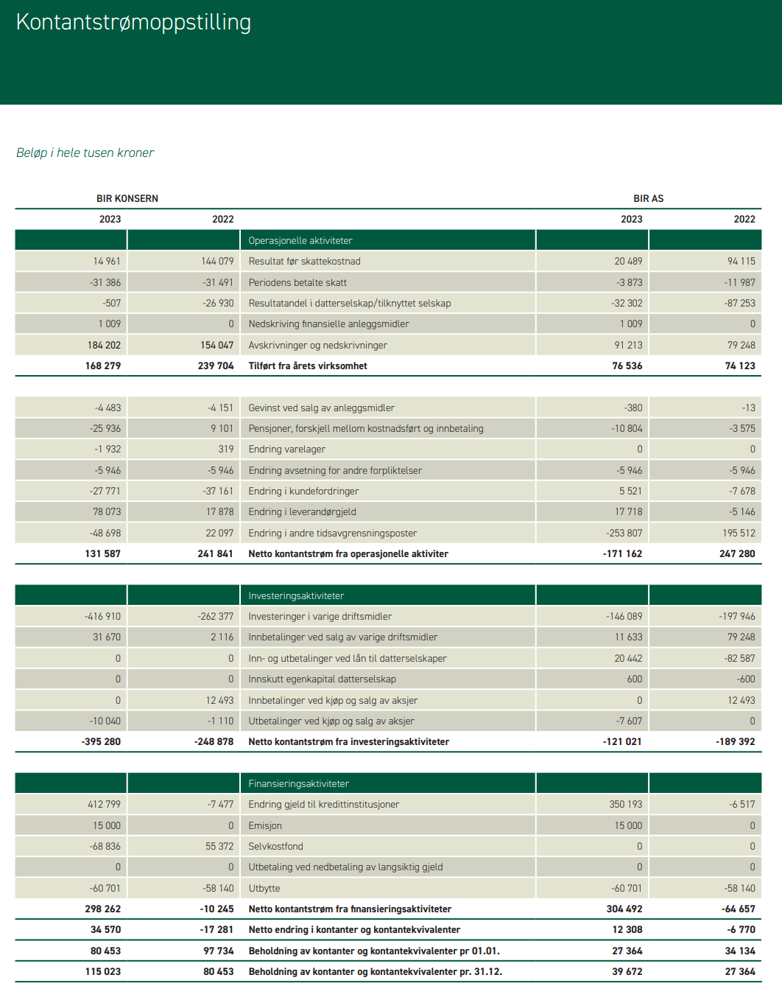 Kontantstrømoppstilling
Beløp i hele tusen kroner
BIR KONSERN BIR AS
2023 2022 2023 2022
Operasjonelle aktiviteter
14 961 144 079 Resultat før skattekostnad 20 489 94 115
-31 386 -31 491 Periodens betalte skatt -3 873 -11 987
-507 -26 930 Resultatandel i datterselskap/tilknyttet selskap -32 302 -87 253
1 009 0 Nedskriving finansielle anleggsmidler 1 009 0
184 202 154 047 Avskrivninger og nedskrivninger 91 213 79 248
168 279 239 704 Tilført fra årets virksomhet 76 536 74 123
-4 483 -4 151 Gevinst ved salg av anleggsmidler -380 -13
-25 936 9 101 Pensjoner, forskjell mellom kostnadsført og innbetaling -10 804 -3 575
-1 932 319 Endring varelager 0 0
-5 946 -5 946 Endring avsetning for andre forpliktelser -5 946 -5 946
-27 771 -37 161 Endring i kundefordringer 5 521 -7 678
78 073 17 878 Endring i leverandørgjeld 17 718 -5 146
-48 698 22 097 Endring i andre tidsavgrensningsposter -253 807 195 512
131 587 241 841 Netto kontantstrøm fra operasjonelle aktiviter -171 162 247 280
Investeringsaktiviteter
-416 910 -262 377 Investeringer i varige driftsmidler -146 089 -197 946
31 670 2 116 Innbetalinger ved salg av varige driftsmidler 11 633 79 248
0 0 Inn- og utbetalinger ved lån til datterselskaper 20 442 -82 587
0 0 Innskutt egenkapital datterselskap 600 -600
0 12 493 Innbetalinger ved kjøp og salg av aksjer 0 12 493
-10 040 -1 110 Utbetalinger ved kjøp og salg av aksjer -7 607 0
-395 280 -248 878 Netto kontantstrøm fra investeringsaktiviteter -121 021 -189 392
Finansieringsaktiviteter
412 799 -7 477 Endring gjeld til kredittinstitusjoner 350 193 -6 517
15 000 0 Emisjon 15 000 0
-68 836 55 372 Selvkostfond 0 0
0 0 Utbetaling ved nedbetaling av langsiktig gjeld 0 0
-60 701 -58 140 Utbytte -60 701 -58 140
298 262 -10 245 Netto kontantstrøm fra finansieringsaktiviteter 304 492 -64 657
34 570 -17 281 Netto endring i kontanter og kontantekvivalenter 12 308 -6 770
80 453 97 734 Beholdning av kontanter og kontantekvivalenter pr 01.01. 27 364 34 134
115 023 80 453 Beholdning av kontanter og kontantekvivalenter pr. 31.12. 39 672 27 364